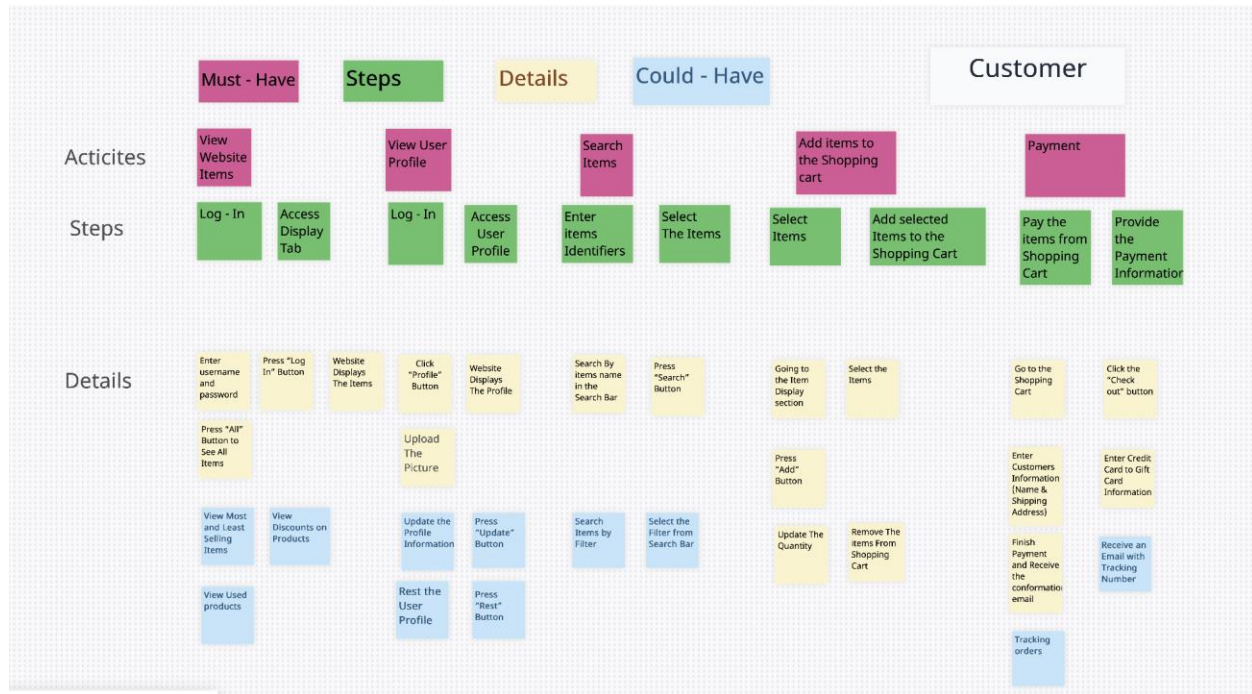 Must - Have
Steps
Details
Could - Have
Customer
Acticites
View
Website
Items
View User
Profile
Search
Items
Add items to
the Shopping
cart
Payment
Steps
Log - In
Access
Display
Tab
Log - In
Access
User
Profile
Enter
items
Identifiers
Select
The Items
Select
Items
Add selected
Items to the
Shopping Cart
Pay the
items from
Shopping
Cart
Provide
the
Payment
Information
Details
Enter
username
and
password
Press "Log
In" Button
Website
Displays
The Items
Click
"Profile"
Button
Website
Displays
The Profile
Search By
items name
in the
Search Bar
Press
"Search"
Button
Going to
the Item
Display
section
Select the
Items
Go to the
Shopping
Cart
Click the
"Check
out" button
Press "All"
Button to
See All
Items
Upload
The
Picture
Press
"Add"
Button
Enter
Customers
Information
(Name &
Shipping
Address)
Enter Credit
Card to Gift
Card
Information
View Most
and Least
Selling
Items
View
Discounts on
Products
Update the
Profile
Information
Press
"Update"
Button
Search
Items by
Filter
Select the
Filter from
Search Bar
Update The
Quantity
Remove The
items From
Shopping
Cart
Finish
Payment
and Receive
the
conformation
email
Receive an
Email with
Tracking
Number
View Used
products
Rest the
User
Profile
Press
"Rest"
Button
Tracking
orders